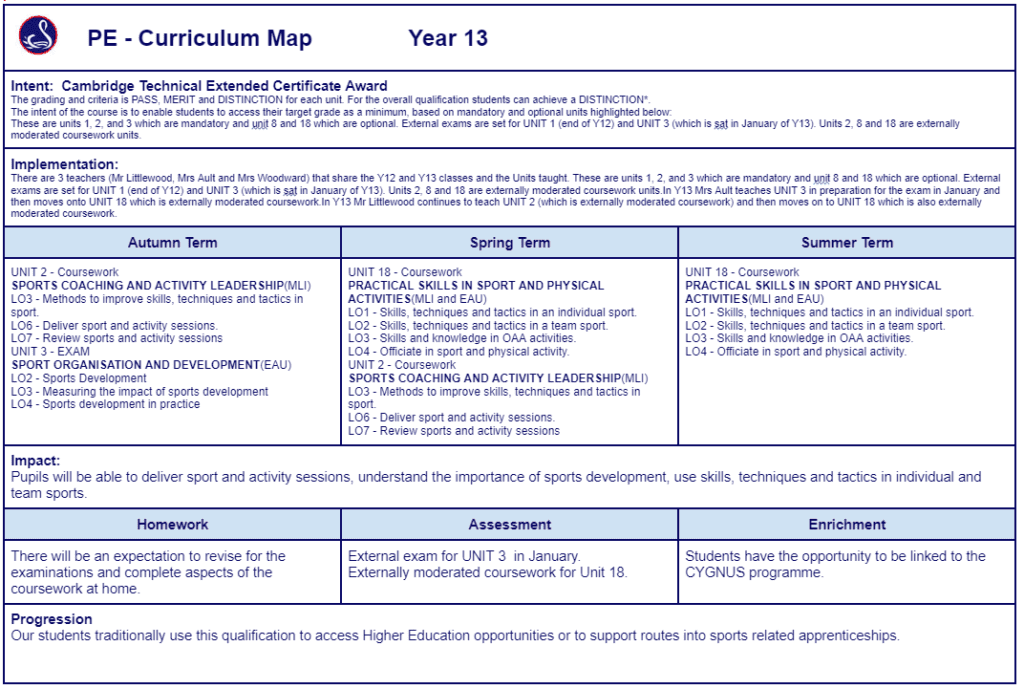 PE - Curriculum Map Year 13
Intent: Cambridge Technical Extended Certificate Award
The grading and criteria is PASS, MERIT and DISTINCTION for each unit. For the overall qualification students can achieve a DISTINCTION*.
The intent of the course is to enable students to access their target grade as a minimum, based on mandatory and optional units highlighted below:
These are units 1, 2, and 3 which are mandatory and unit 8 and 18 which are optional. External exams are set for UNIT 1 (end of Y12) and UNIT 3 (which is sat in January of Y13). Units 2, 8 and 18 are externally
moderated coursework units.
Implementation:
There are 3 teachers (Mr Littlewood, Mrs Ault and Mrs Woodward) that share the Y12 and Y13 classes and the Units taught. These are units 1, 2, and 3 which are mandatory and unit 8 and 18 which are optional. External
exams are set for UNIT 1 (end of Y12) and UNIT 3 (which is sat in January of Y13). Units 2, 8 and 18 are externally moderated coursework units.In Y13 Mrs Ault teaches UNIT 3 in preparation for the exam in January and
then moves onto UNIT 18 which is externally moderated coursework.In Y13 Mr Littlewood continues to teach UNIT 2 (which is externally moderated coursework) and then moves on to UNIT 18 which is also externally
moderated coursework.
Autumn Term
UNIT 2 - Coursework
SPORTS COACHING AND ACTIVITY LEADERSHIP(MLI)
LO3 - Methods to improve skills, techniques and tactics in
sport.
LO6 - Deliver sport and activity sessions.
LO7 - Review sports and activity sessions
UNIT 3 - EXAM
SPORT ORGANISATION AND DEVELOPMENT(EAU)
LO2 - Sports Development
LO3 - Measuring the impact of sports development
LO4 - Sports development in practice
Spring Term
UNIT 18 - Coursework
PRACTICAL SKILLS IN SPORT AND PHYSICAL
ACTIVITIES(MLI and EAU)
LO1 - Skills, techniques and tactics in an individual sport.
LO2 - Skills, techniques and tactics in a team sport.
LO3 - Skills and knowledge in OAA activities.
LO4 - Officiate in sport and physical activity.
UNIT 2 - Coursework
SPORTS COACHING AND ACTIVITY LEADERSHIP(MLI)
LO3 - Methods to improve skills, techniques and tactics in
sport.
LO6 - Deliver sport and activity sessions.
LO7 - Review sports and activity sessions
Summer Term
UNIT 18 - Coursework
PRACTICAL SKILLS IN SPORT AND PHYSICAL
ACTIVITIES(MLI and EAU)
LO1 - Skills, techniques and tactics in an individual sport.
LO2 - Skills, techniques and tactics in a team sport.
LO3 - Skills and knowledge in OAA activities.
LO4 - Officiate in sport and physical activity.
Impact:
Pupils will be able to deliver sport and activity sessions, understand the importance of sports development, use skills, techniques and tactics in individual and
team sports.
Homework
There will be an expectation to revise for the
examinations and complete aspects of the
coursework at home.
Assessment
External exam for UNIT 3 in January.
Externally moderated coursework for Unit 18.
Enrichment
Students have the opportunity to be linked to the
CYGNUS programme.
Progression
Our students traditionally use this qualification to access Higher Education opportunities or to support routes into sports related apprenticeships.